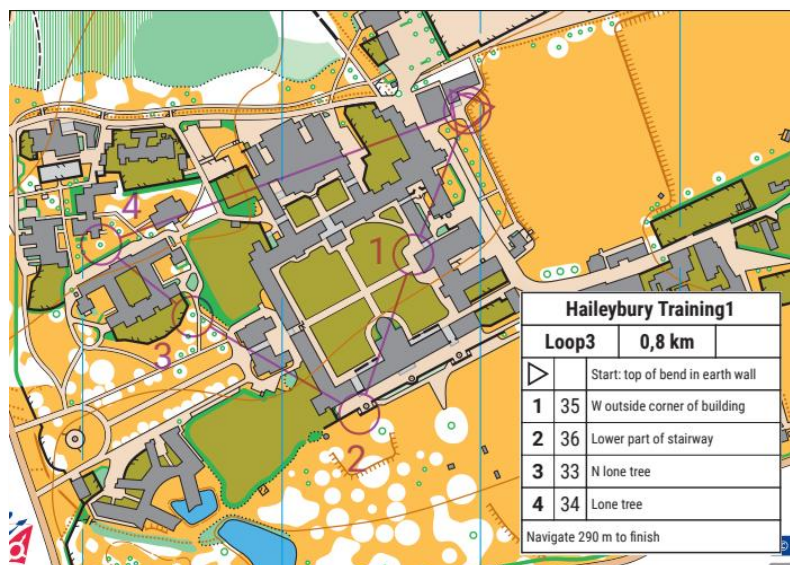 4
1
3
2
Haileybury Training1
Loop3 0,8 km
Start: top of bend in earth wall
1 35 W outside corner of building
2 36 Lower part of stairway
3 33 N lone tree
4 34 Lone tree
Navigate 290 m to finish
©